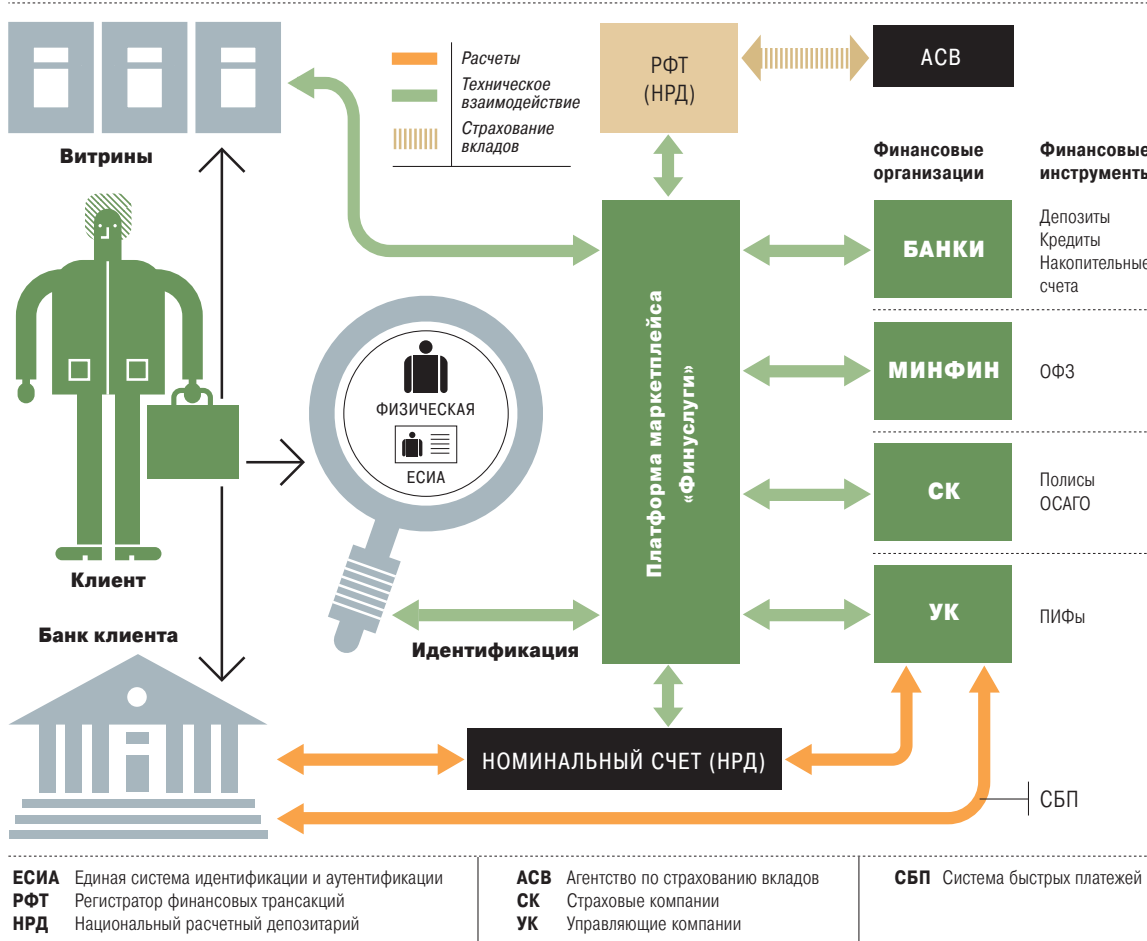 Расчеты
Техническое
взаимодействие
Страхование
вкладов
РФТ
(НРД)
АСВ
Витрины
Финансовые
организации
Финансовые
инструменты
БАНКИ
Депозиты
Кредиты
Накопительные
счета
МИНФИН
ОФЗ
СК
Полисы
ОСАГО
УК
ПИФы
Платформа маркетплейса
«Финуслуги»
ФИЗИЧЕСКАЯ
ЕСИА
Клиент
Идентификация
Банк клиента
НОМИНАЛЬНЫЙ СЧЕТ (НРД)
СБП
ЕСИА Единая система идентификации и аутентификации
РФТ Регистратор финансовых транзакций
НРД Национальный расчетный депозитарий
АСВ Агентство по страхованию вкладов
СК Страховые компании
УК Управляющие компании
СБП Система быстрых платежей